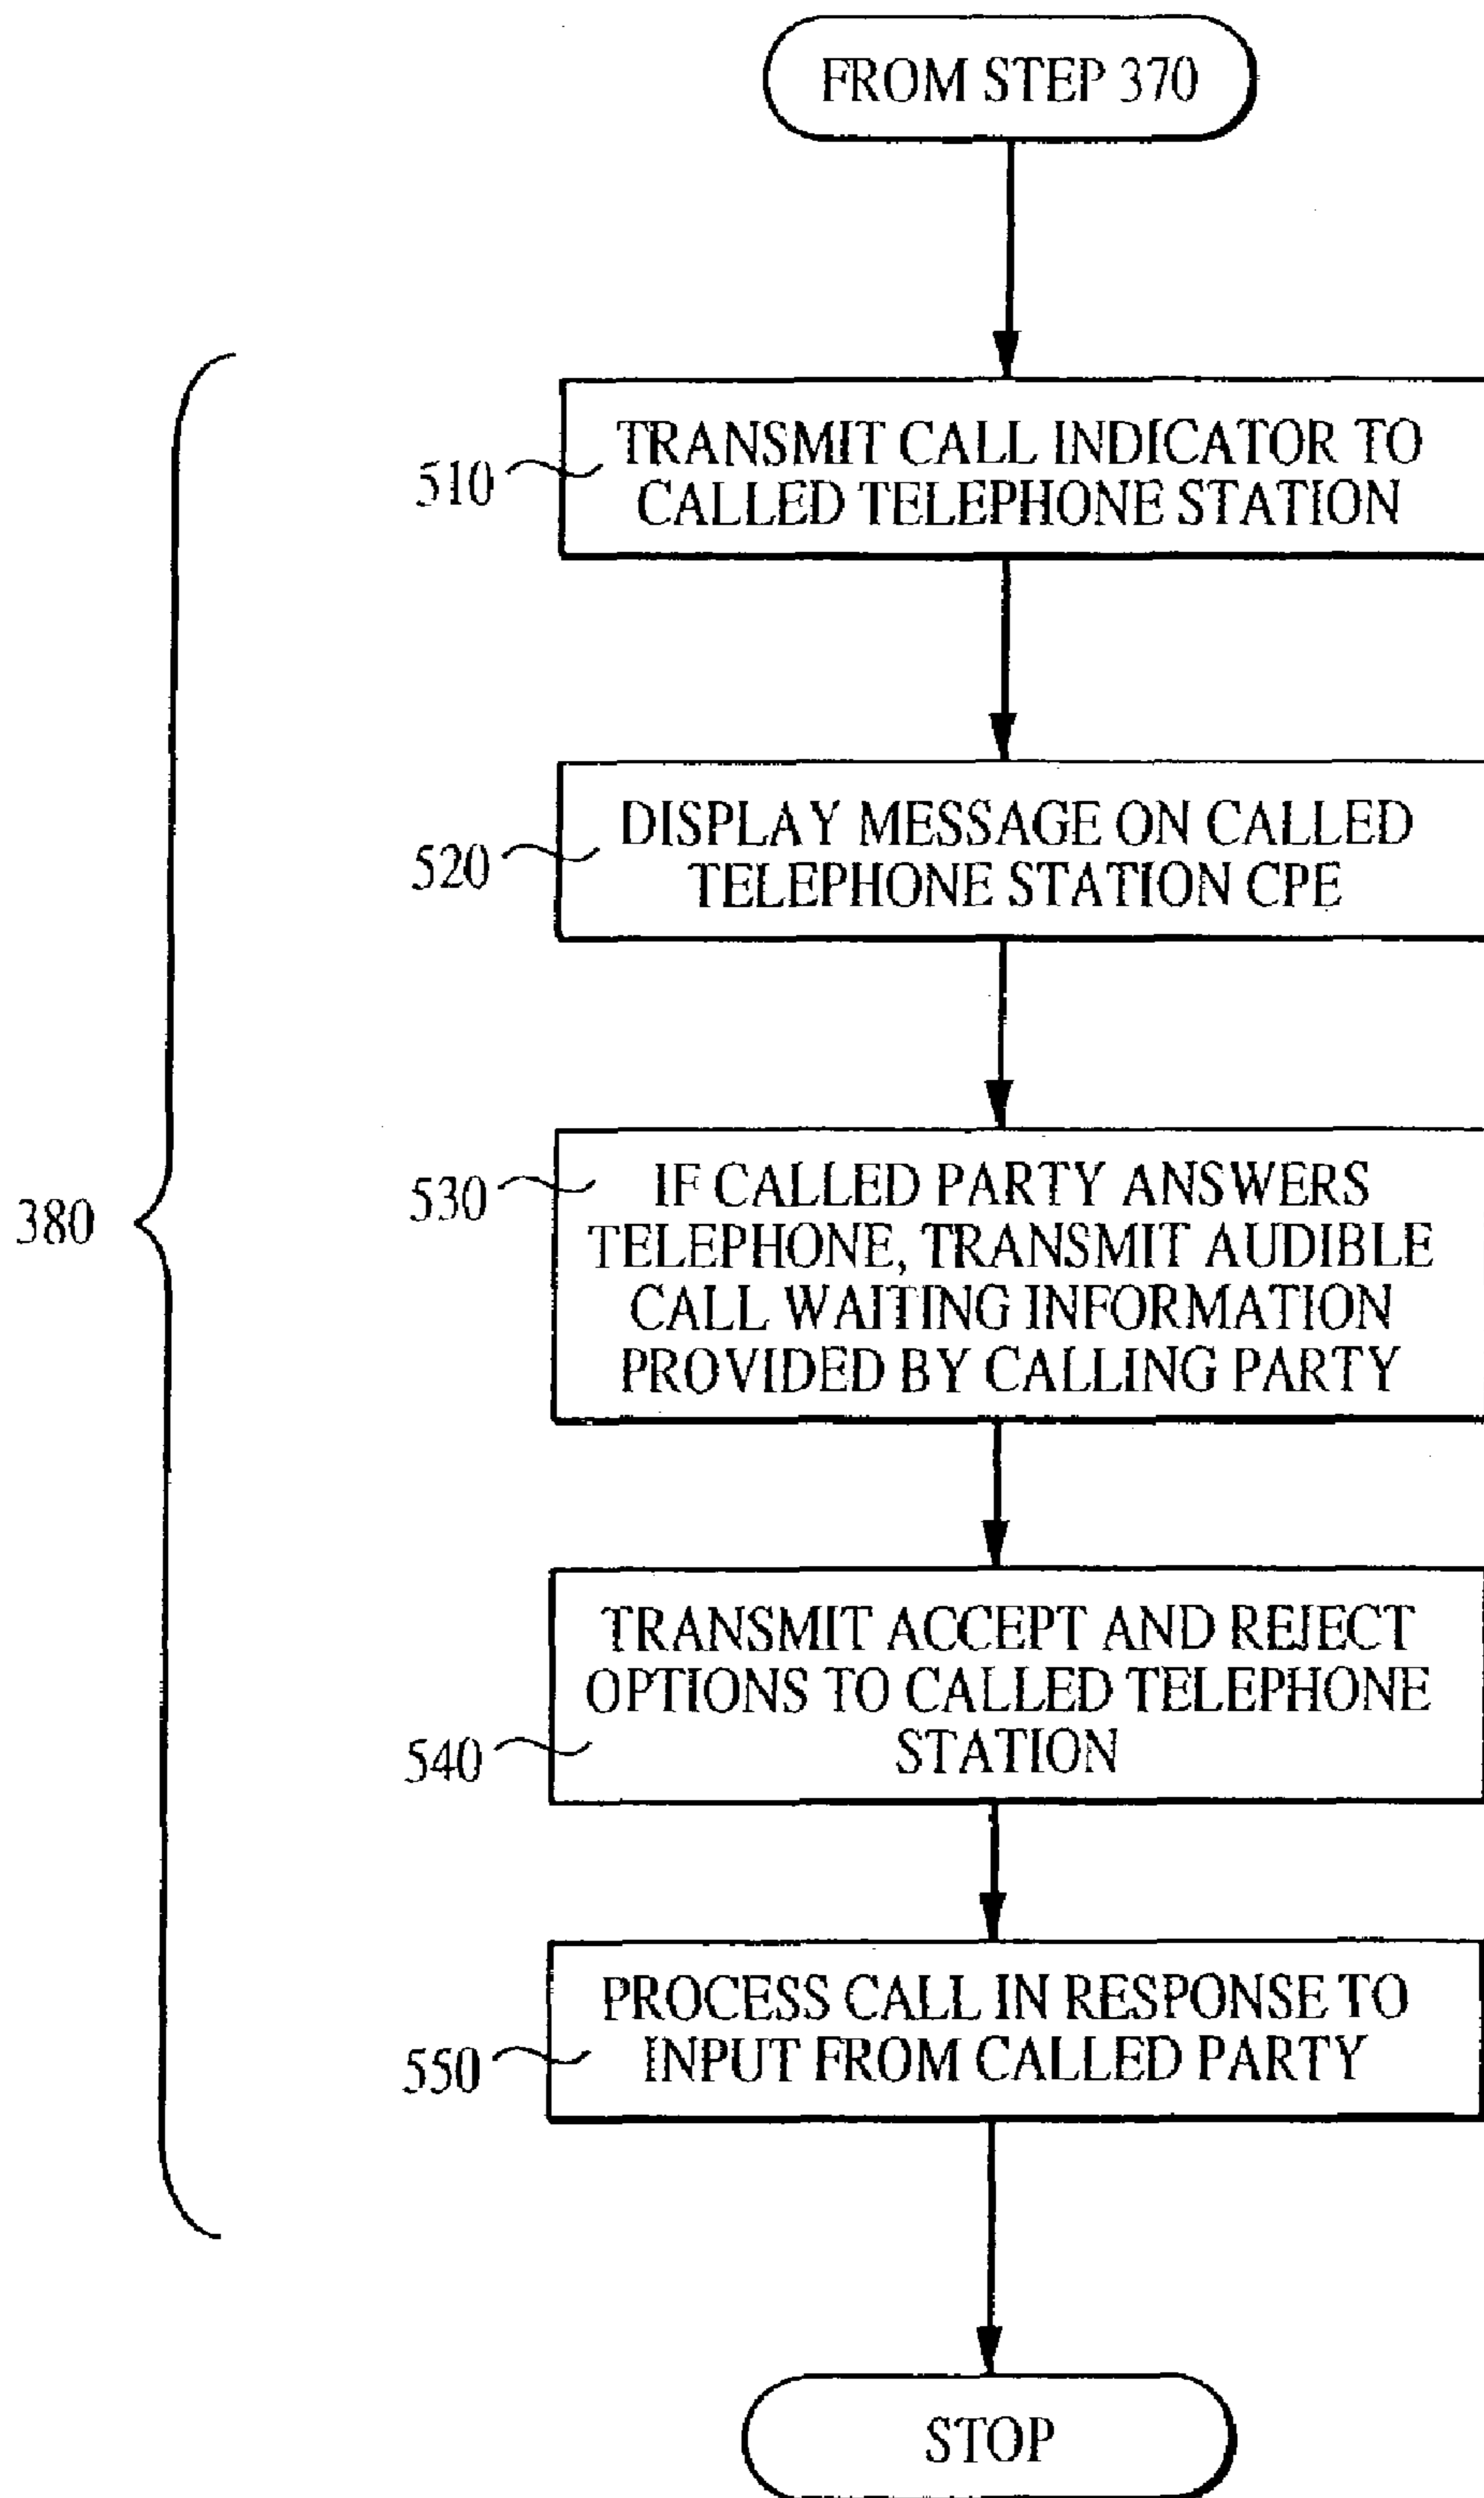 FROM STEP 370
510
TRANSMIT CALL INDICATOR TO
CALLED TELEPHONE STATION
520
DISPLAY MESSAGE ON CALLED
TELEPHONE STATION CPE
380
530
IF CALLED PARTY ANSWERS
TELEPHONE, TRANSMIT AUDIBLE
CALL WAITING INFORMATION
PROVIDED BY CALLING PARTY
540
TRANSMIT ACCEPT AND REJECT
OPTIONS TO CALLED TELEPHONE
STATION
550
PROCESS CALL IN RESPONSE TO
INPUT FROM CALLED PARTY
STOP